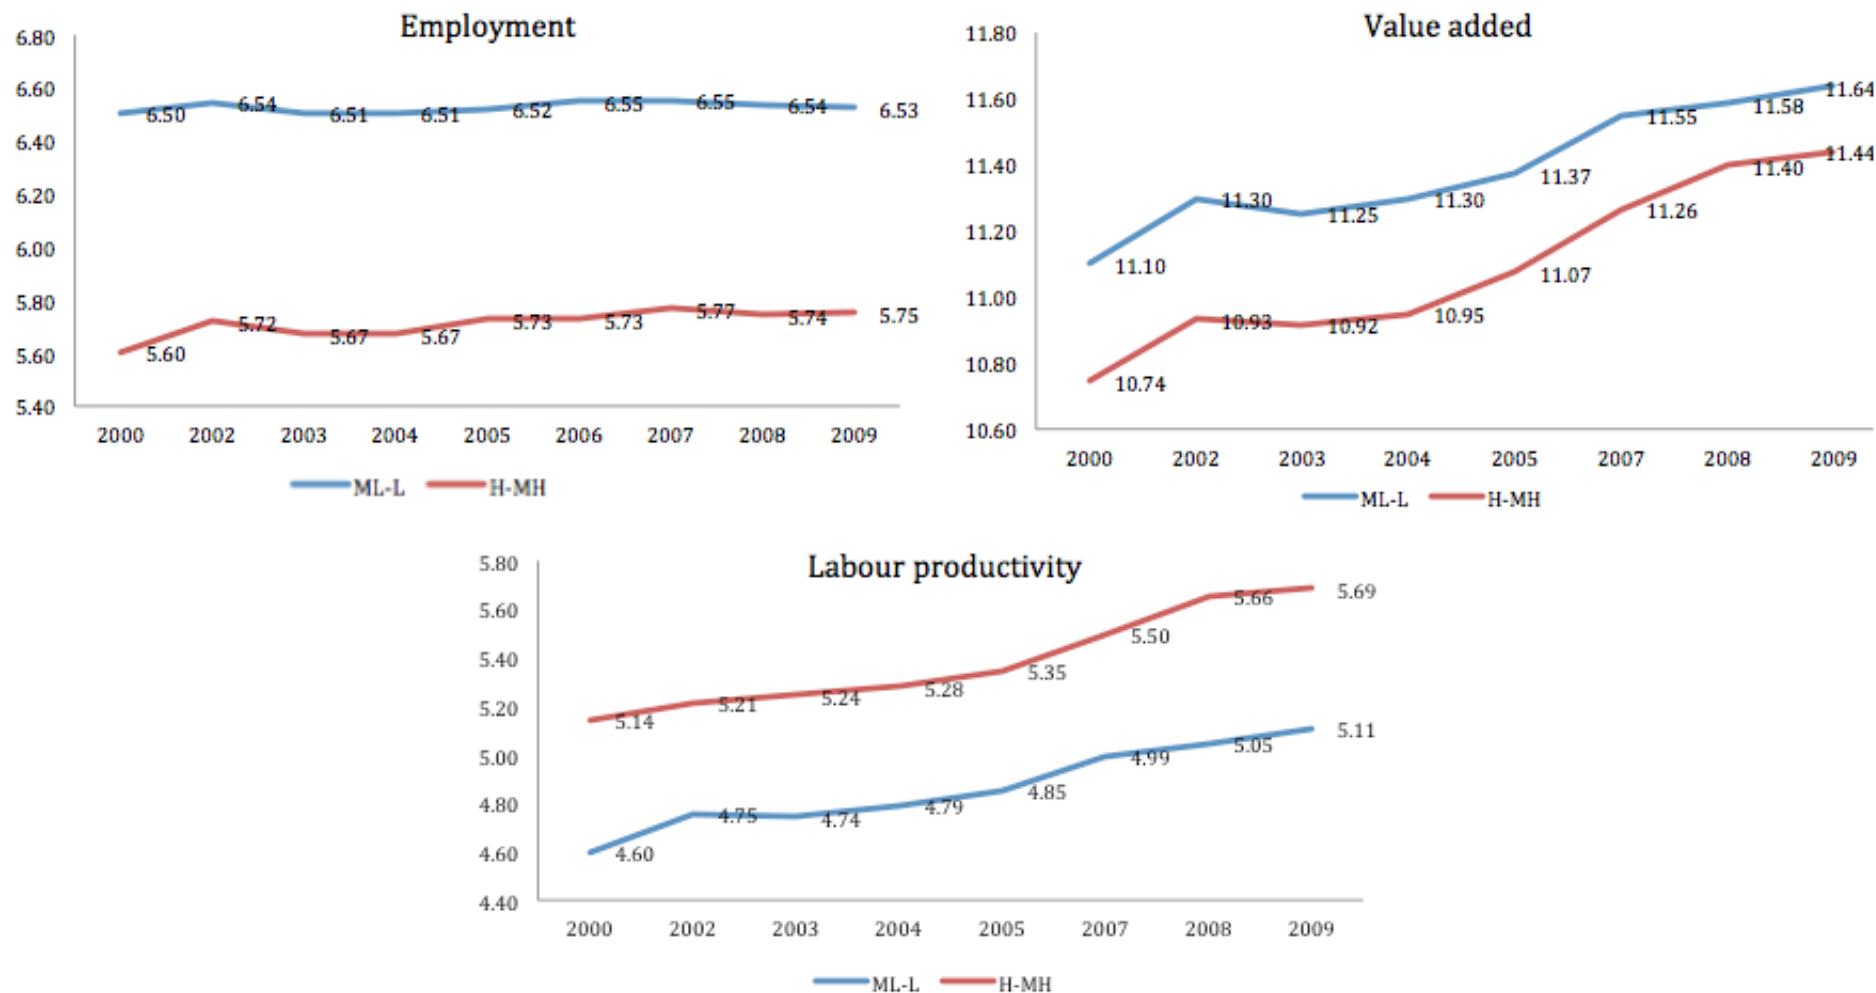 Employment
6.80
6.60
6.40
6.20
6.00
5.80
5.60
5.40
6.50 6.54 6.51 6.51 6.52 6.55 6.55 6.54 6.53
5.60 5.72 5.67 5.67 5.73 5.73 5.77 5.74 5.75
2000 2002 2003 2004 2005 2006 2007 2008 2009
ML-L H-MH
Value added
11.80
11.60
11.40
11.20
11.00
10.80
10.60
11.10 11.30 11.25 11.30 11.37 11.55 11.58 11.64
10.74 10.93 10.92 10.95 11.07 11.26 11.40 11.44
2000 2002 2003 2004 2005 2007 2008 2009
ML-L H-MH
Labour productivity
5.80
5.60
5.40
5.20
5.00
4.80
4.60
4.40
5.14 5.21 5.24 5.28 5.35 5.50 5.66 5.69
4.60 4.75 4.74 4.79 4.85 4.99 5.05 5.11
2000 2002 2003 2004 2005 2007 2008 2009
ML-L H-MH